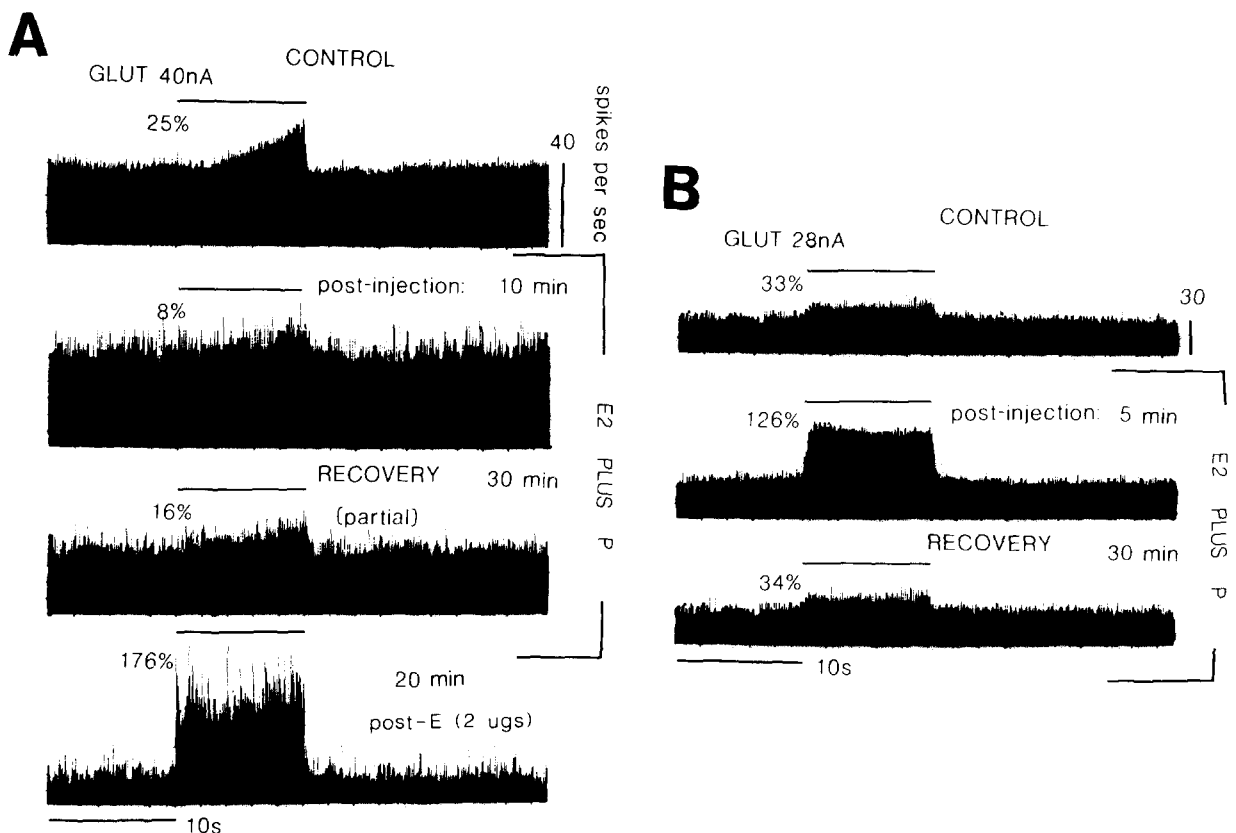 A
CONTROL
GLUT 40nA
25%
40
spikes per sec
post-injection: 10 min
8%
RECOVERY 30 min
(partial)
16%
E2 PLUS P
176%
20 min
post-E (2 ugs)
10s
B
CONTROL
GLUT 28nA
33%
30
126%
post-injection: 5 min
RECOVERY 30 min
34%
E2 PLUS P
10s